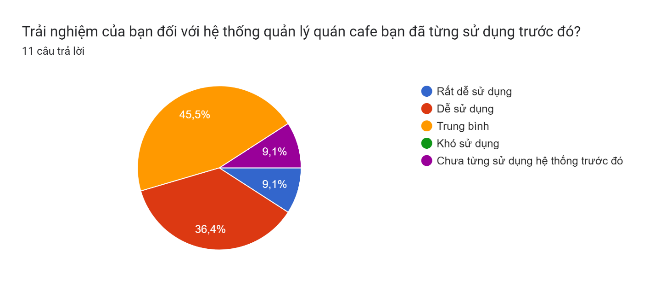 Trải nghiệm của bạn đối với hệ thống quản lý quán cafe bạn đã từng sử dụng trước đó?
11 câu trả lời
45,5%
9,1%
9,1%
36,4%
Rất dễ sử dụng
Dễ sử dụng
Trung bình
Khó sử dụng
Chưa từng sử dụng hệ thống trước đó